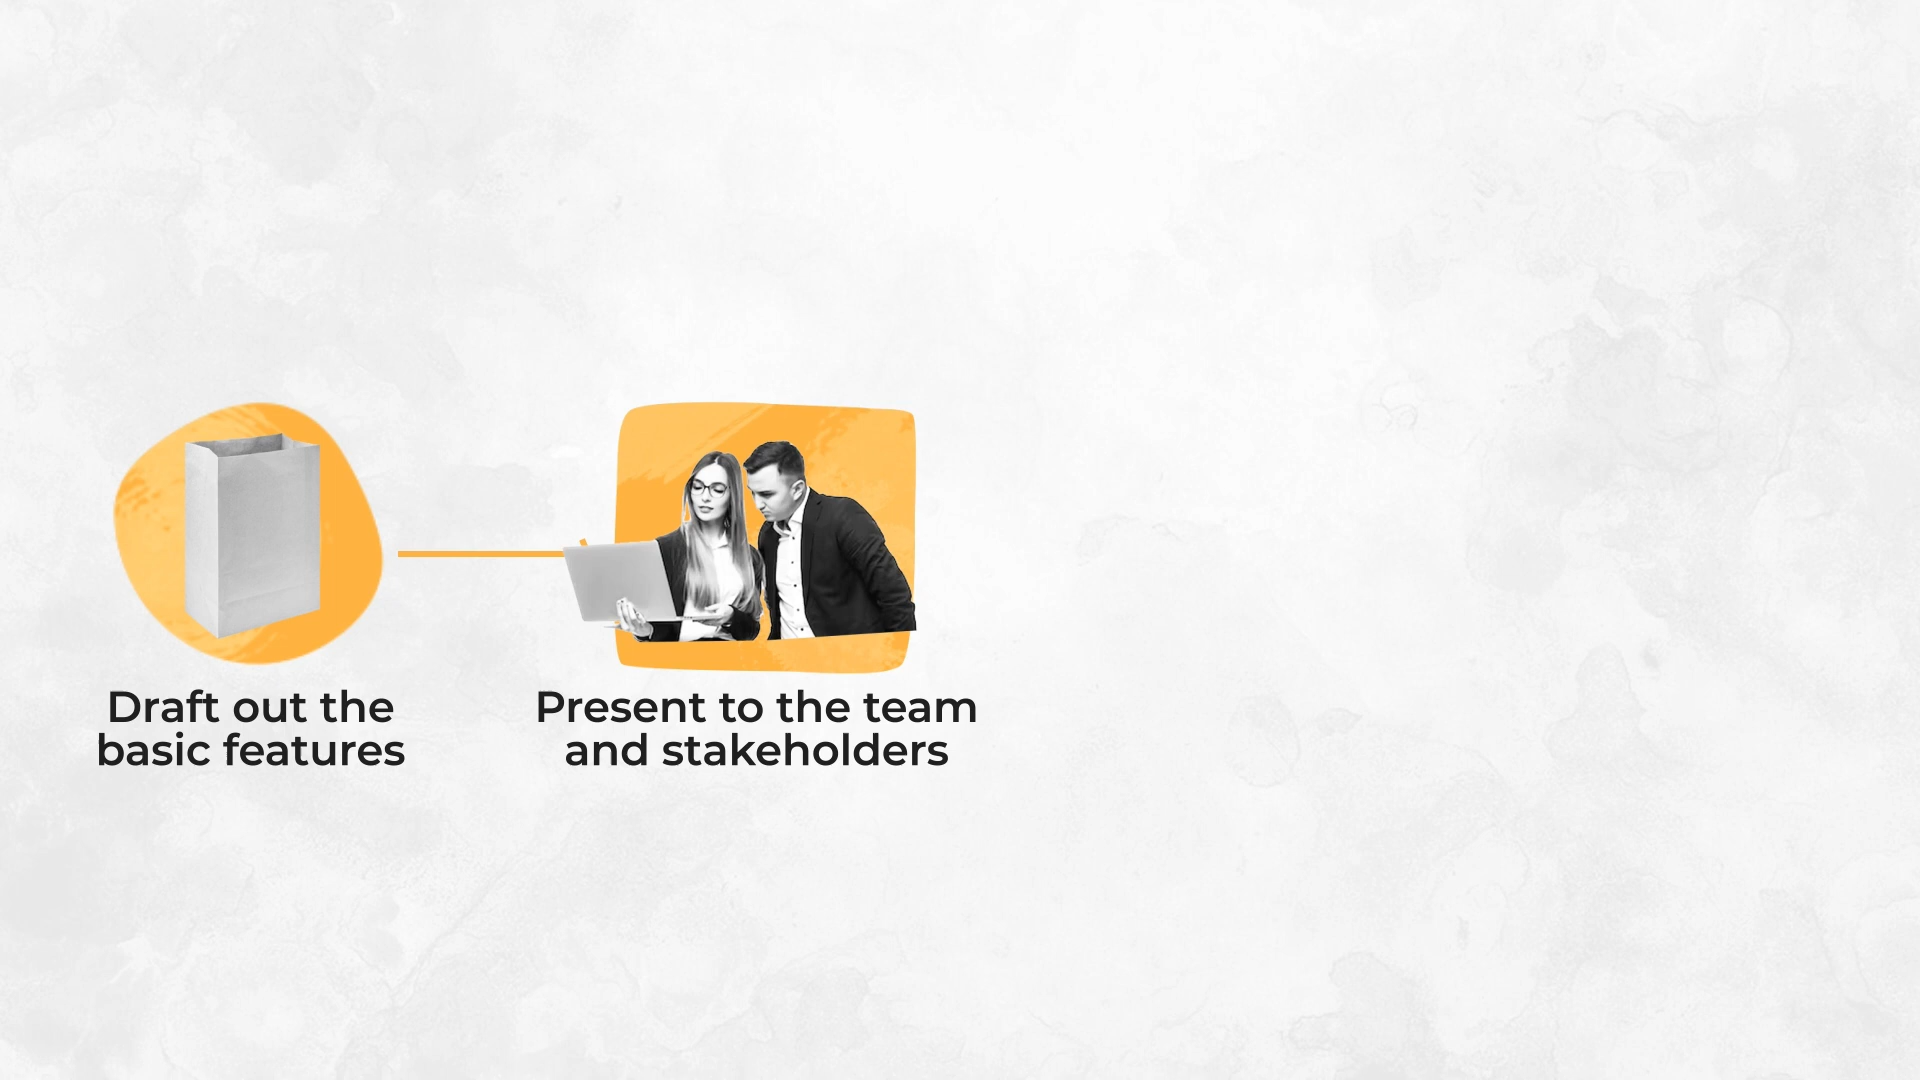 Draft out the
basic features
Present to the team
and stakeholders